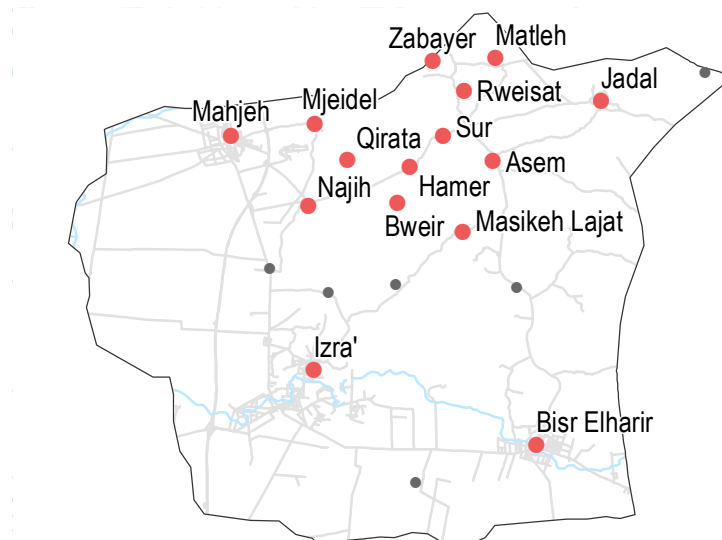 Zabayer
Matleh
Jadal
Rweisat
Mjeidel
Mahjeh
Sur
Qirata
Asem
Najih
Hamer
Bweir
Masikeh Lajat
Izra'
Bisr Elharir